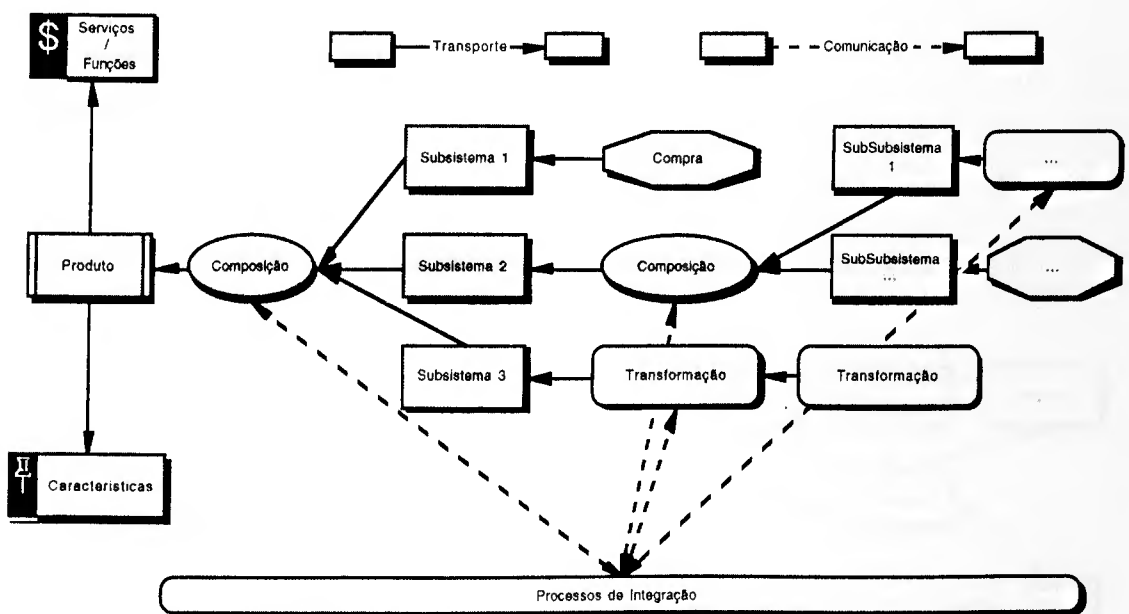 $
Serviços
/
Funções
Transporte
Comunicação
Subsistema 1
Compra
SubSubsistema
1
...
Produto
Composição
Subsistema 2
Composição
SubSubsistema
...
...
Subsistema 3
Transformação
Transformação
Características
Processos de Integração